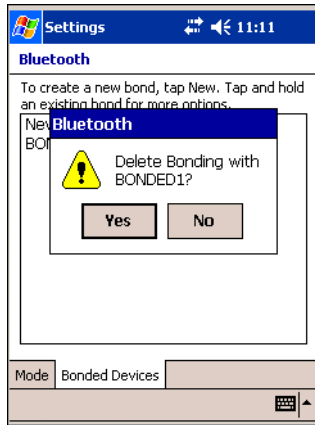 Settings 11:11
Bluetooth
To create a new bond, tap New. Tap and hold
an existing bond for more options.
Bluetooth
Delete Bonding with
BONDED1?
Yes No
Mode Bonded Devices